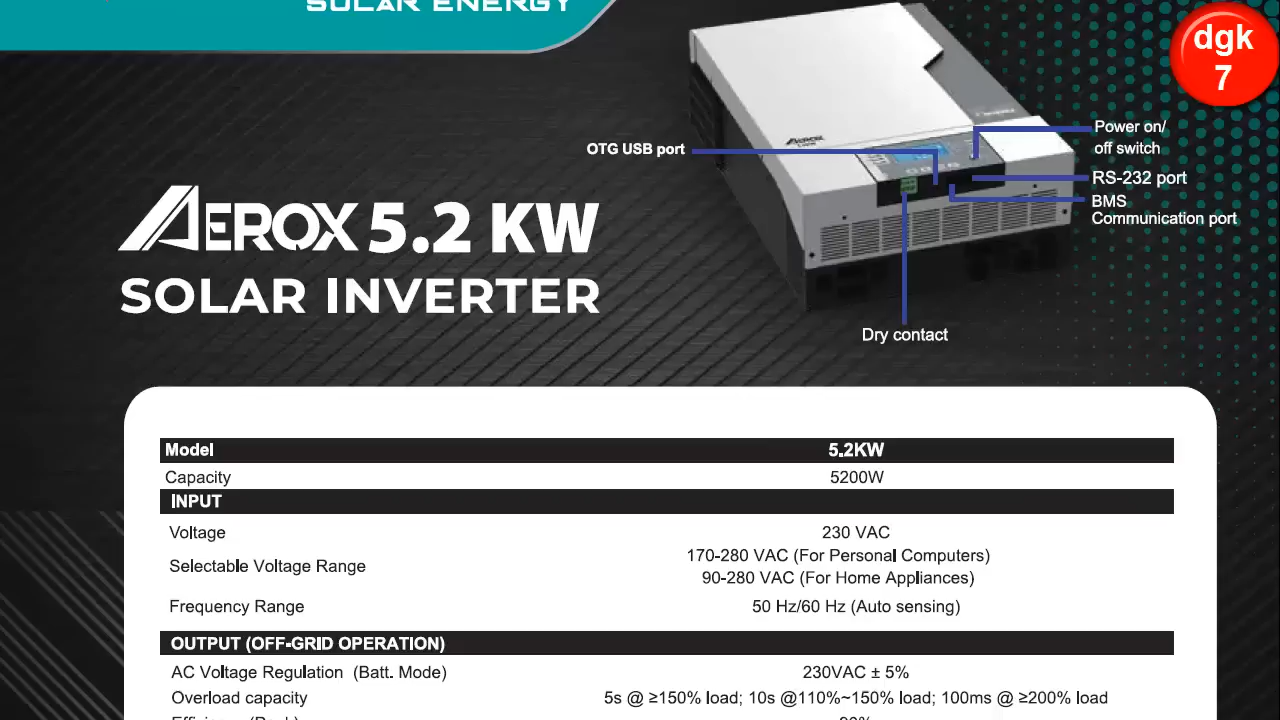 SOLAR ENERGY
dgk
7
Power on/
off switch
OTG USB port
RS-232 port
BMS
Communication port
AEROX
AEROX 5.2 KW
SOLAR INVERTER
Dry contact
Model 5.2KW
Capacity 5200W
INPUT
Voltage 230 VAC
Selectable Voltage Range 170-280 VAC (For Personal Computers)
90-280 VAC (For Home Appliances)
Frequency Range 50 Hz/60 Hz (Auto sensing)
OUTPUT (OFF-GRID OPERATION)
AC Voltage Regulation (Batt. Mode) 230VAC ± 5%
Overload capacity 5s @ ≥150% load; 10s @110%~150% load; 100ms @ ≥200% load